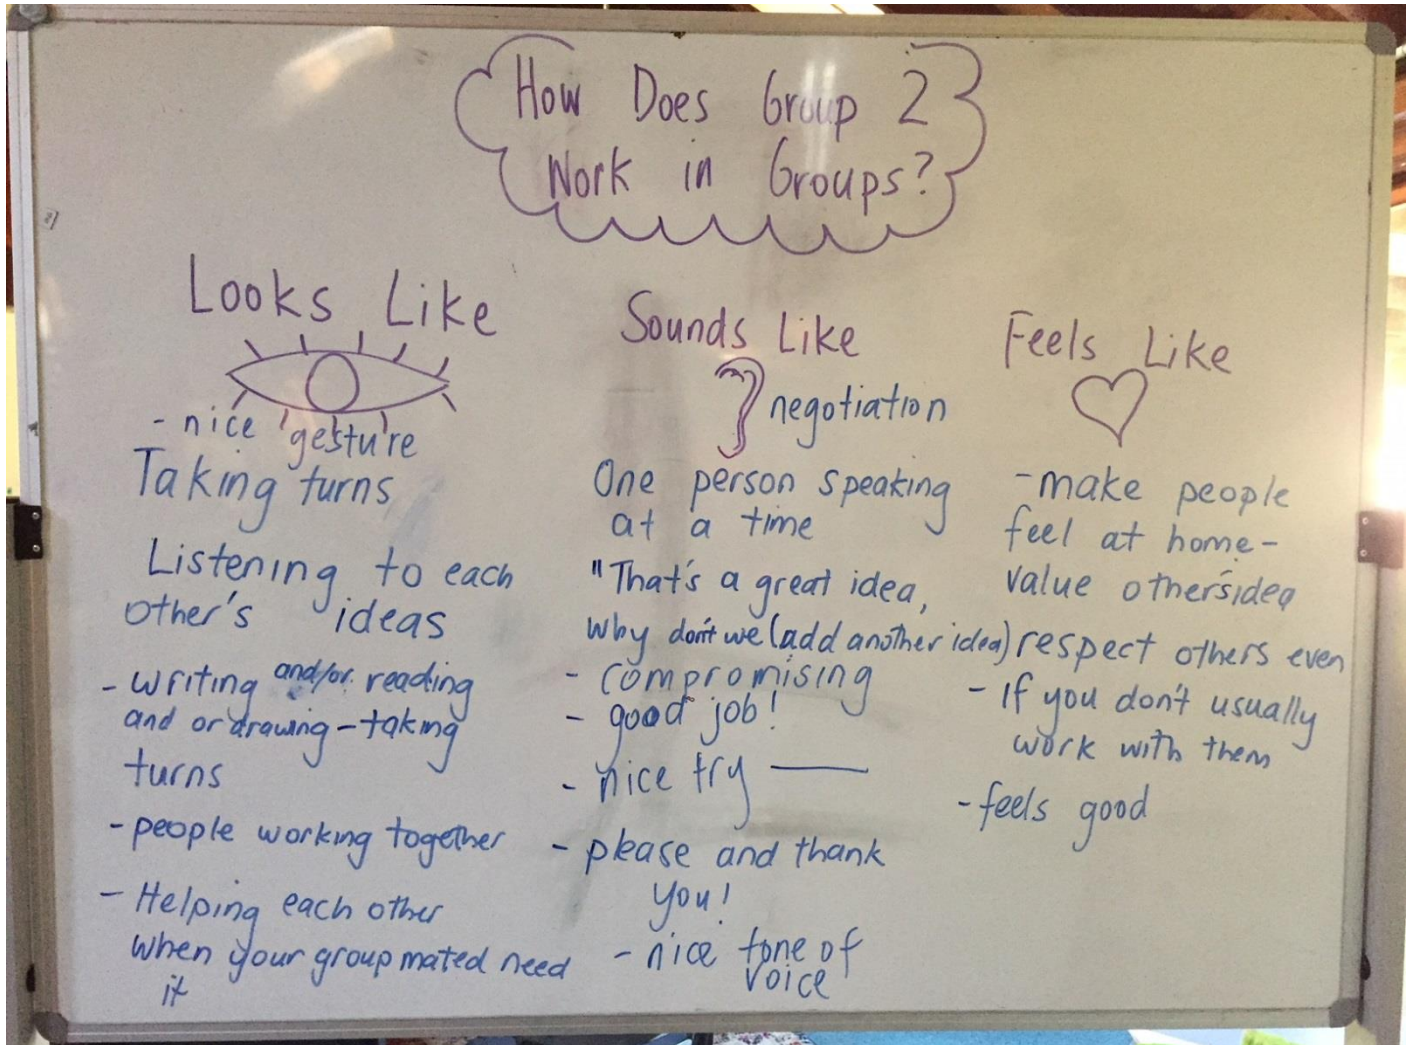 How Does Group 2
Work in Groups?
Looks Like
- nice gesture
Taking turns
Listening to each
other's ideas
- writing and/or reading
and or drawing - taking
turns
- people working together
- Helping each other
when your group mated need
it
Sounds Like
negotiation
One person speaking
at a time
"That's a great idea,
why don't we (add another idea)
- compromising
- good job!
- nice try ——
- please and thank
you!
- nice tone of
voice
Feels Like
- make people
feel at home -
value others' idea
respect others even
- If you don't usually
work with them
- feels good